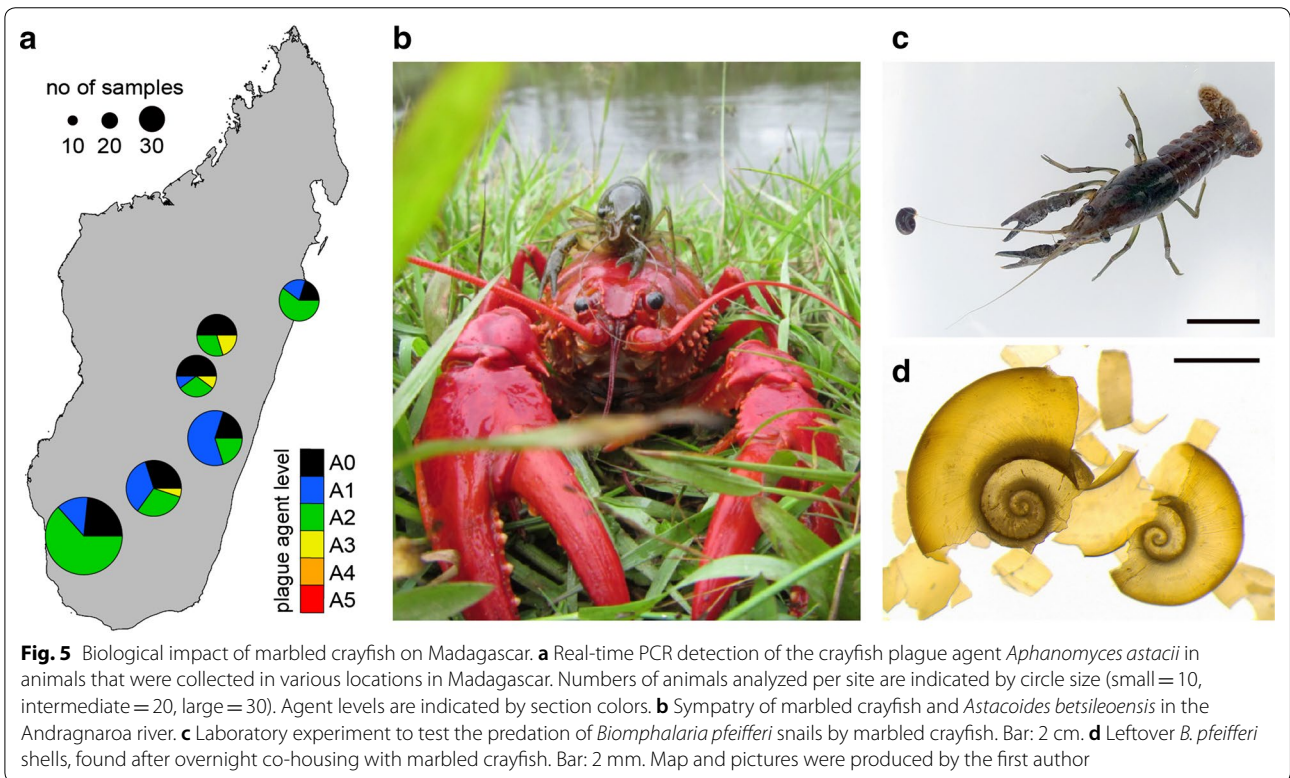 a
no of samples
10 20 30
plague agent level
A0
A1
A2
A3
A4
A5
b
c
d
Fig. 5 Biological impact of marbled crayfish on Madagascar. a Real-time PCR detection of the crayfish plague agent Aphanomyces astacii in
animals that were collected in various locations in Madagascar. Numbers of animals analyzed per site are indicated by circle size (small = 10,
intermediate = 20, large = 30). Agent levels are indicated by section colors. b Sympatry of marbled crayfish and Astacoides betsileoensis in the
Andragnaroa river. c Laboratory experiment to test the predation of Biomphalaria pfeifferi snails by marbled crayfish. Bar: 2 cm. d Leftover B. pfeifferi
shells, found after overnight co-housing with marbled crayfish. Bar: 2 mm. Map and pictures were produced by the first author